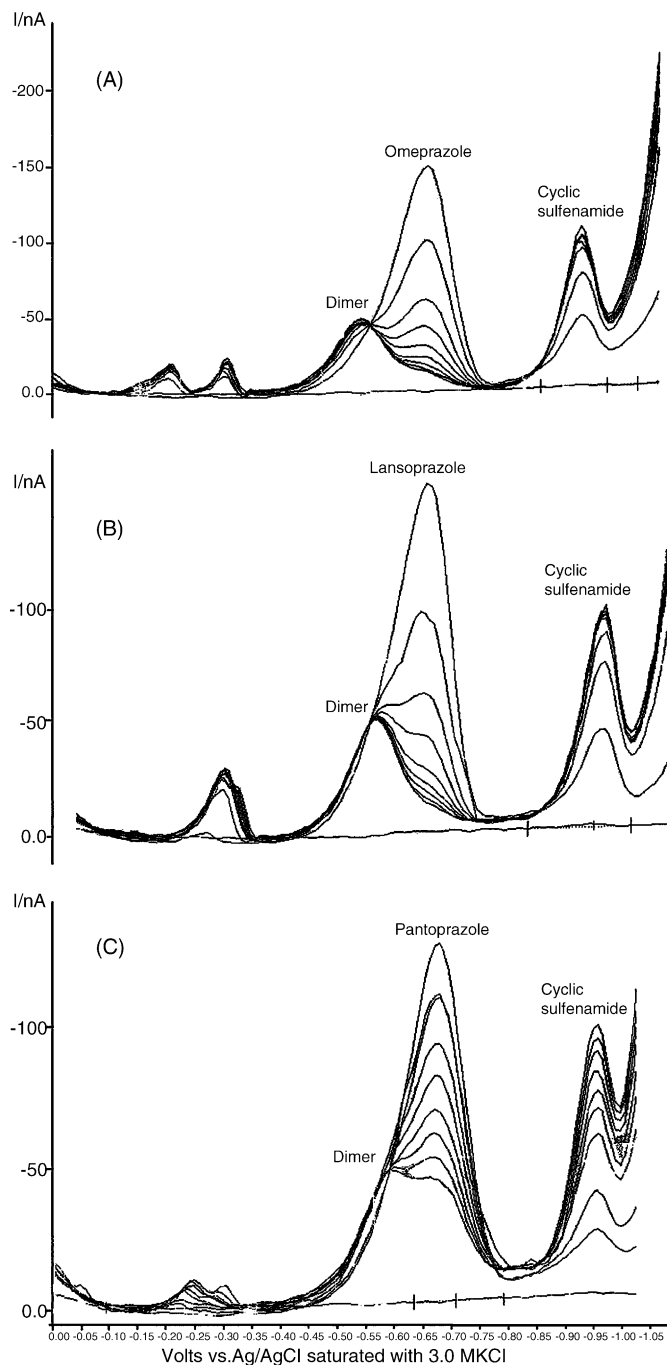 I/nA
(A)
-200
Omeprazole
-150
Cyclic
sulfenamide
-100
Dimer
-50
0.0
I/nA
Lansoprazole
(B)
Cyclic
sulfenamide
-100
Dimer
-50
0.0
I/nA
Pantoprazole
(C)
Cyclic
sulfenamide
-100
Dimer
-50
0.0
0.00 -0.05 0.10 -0.15 -0.20 -0.25 -0.30 -0.35 -0.40 -0.45 -0.50 -0.55 -0.60 -0.65 -0.70 -0.75 -0.80 -0.85 -0.90 -0.95 -1.00 -1.05
Volts vs.Ag/AgCl saturated with 3.0 MKCl